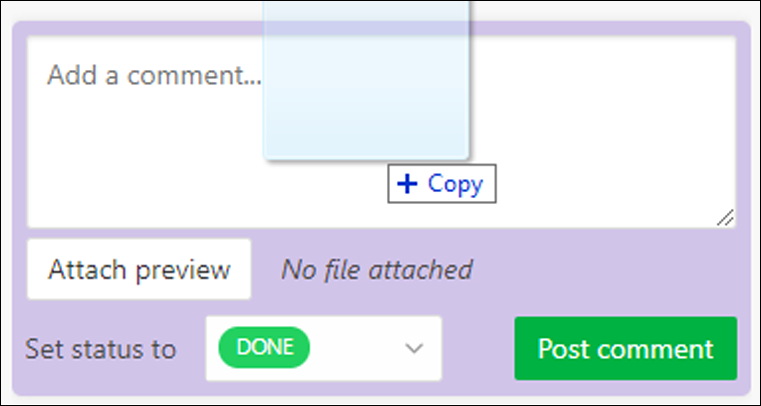 Add a comment...
+ Copy
Attach preview No file attached
Set status to DONE Post comment